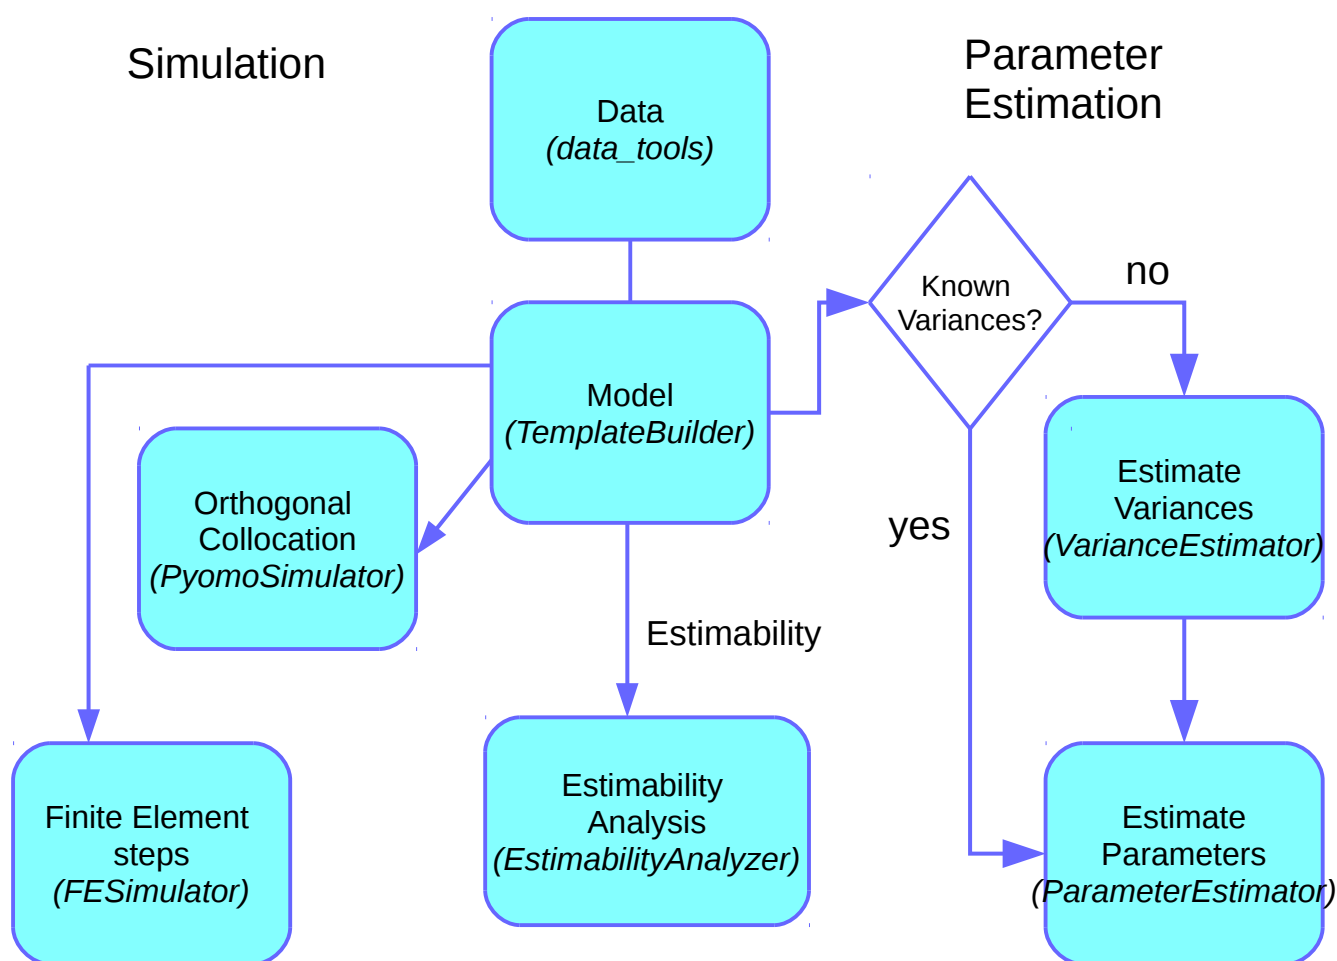 Simulation
Parameter
Estimation
Data
(data_tools)
Known
Variances?
no
Model
(TemplateBuilder)
Orthogonal
Collocation
(PyomoSimulator)
yes
Estimate
Variances
(VarianceEstimator)
Estimability
Finite Element
steps
(FESimulator)
Estimability
Analysis
(EstimabilityAnalyzer)
Estimate
Parameters
(ParameterEstimator)